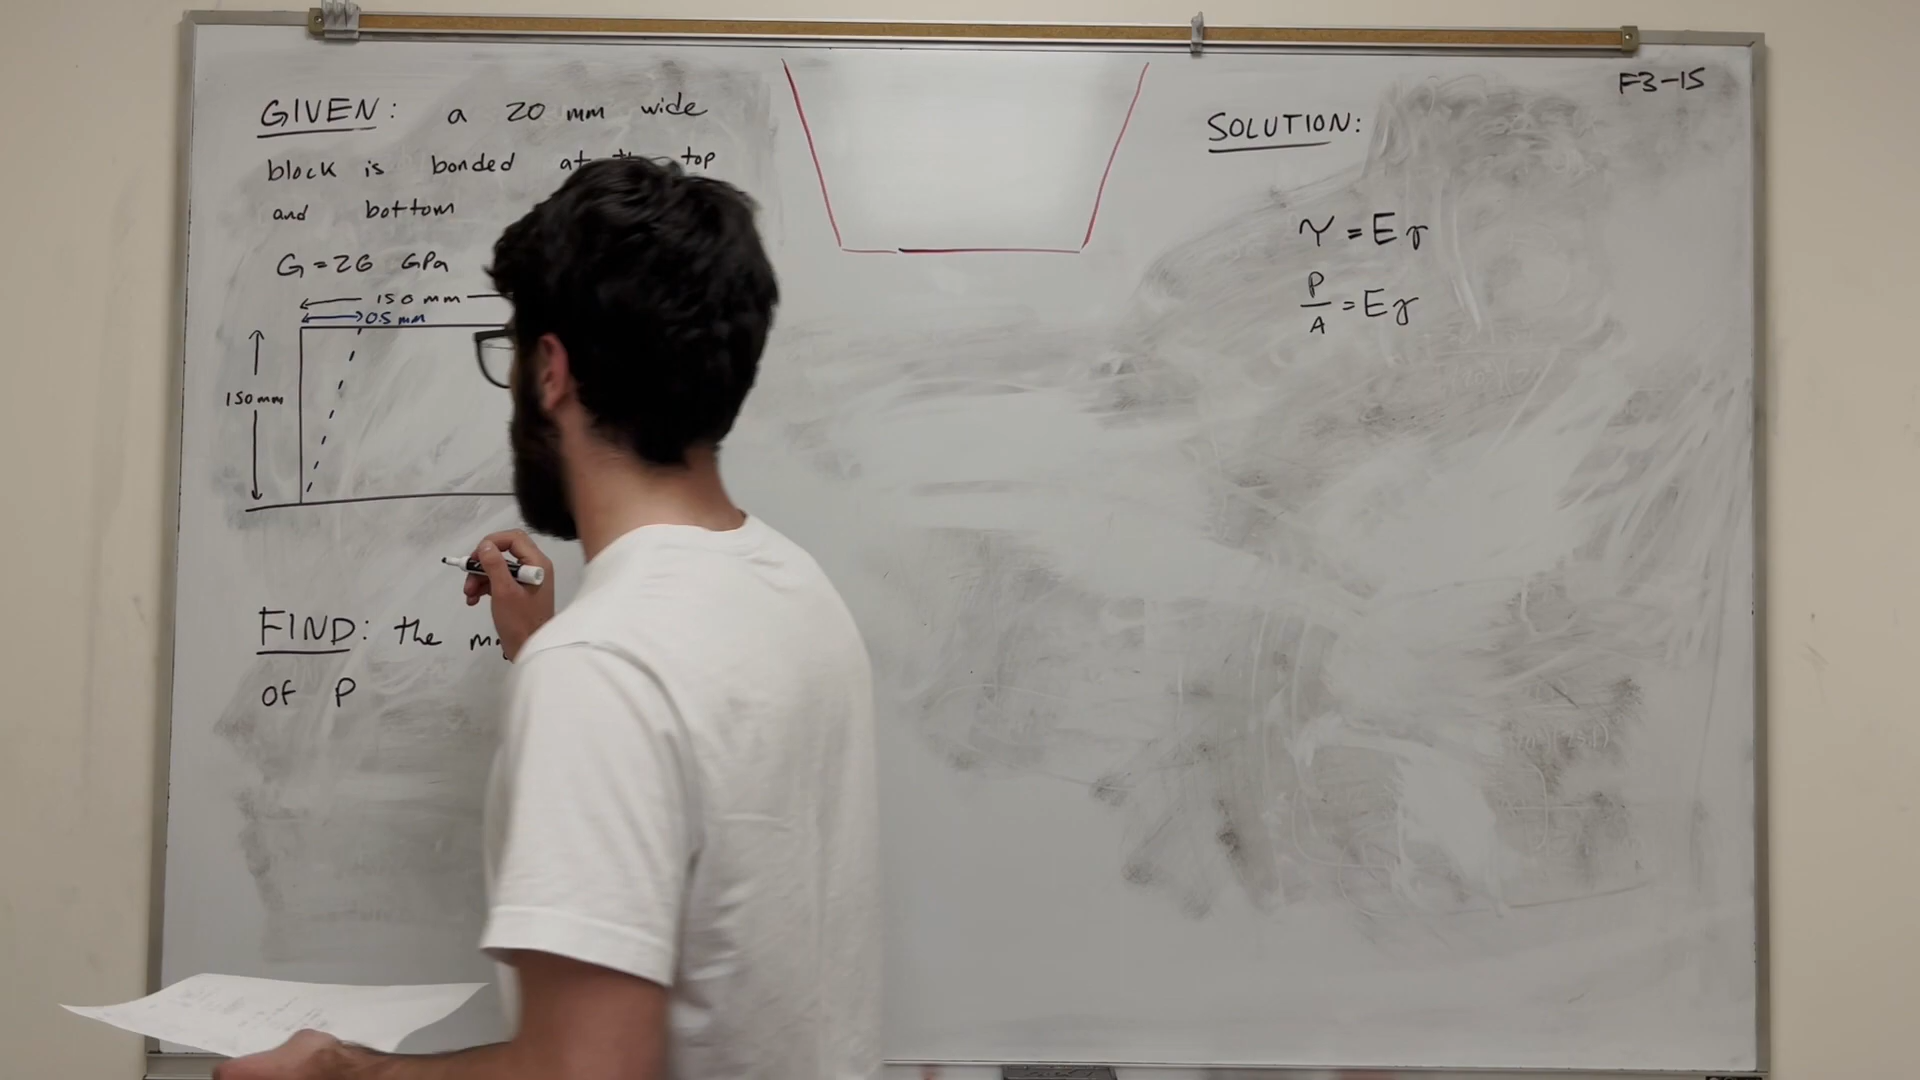 GIVEN: a 20 mm wide
block is bonded at top
and bottom
G = 26 GPa
150 mm
0.5 mm
150 mm
FIND: the
of P
F3-15
SOLUTION:
τ = Eγ
P/A = Eγ